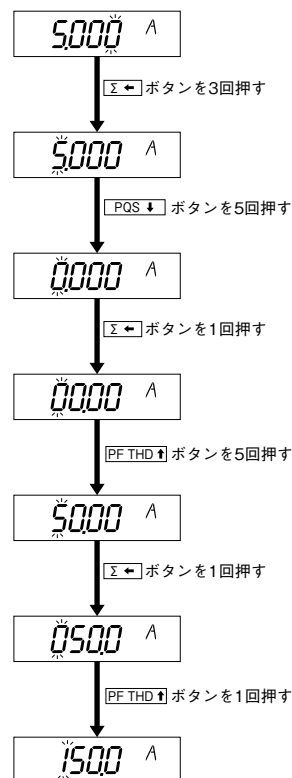 5.000 A
Σ ← ボタンを3回押す
5.000 A
PQS ↓ ボタンを5回押す
0.000 A
Σ ← ボタンを1回押す
00.00 A
PF THD ↑ ボタンを5回押す
50.00 A
Σ ← ボタンを1回押す
050.0 A
PF THD ↑ ボタンを1回押す
150.0 A